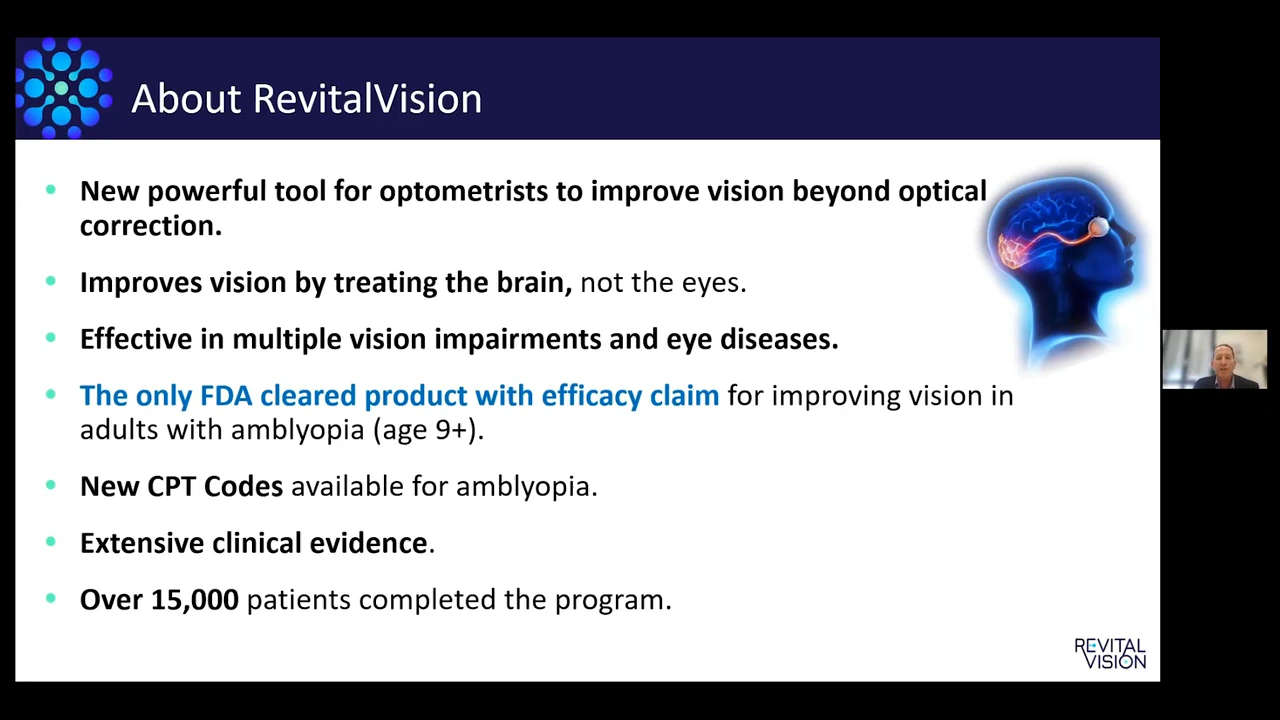 About RevitalVision
• New powerful tool for optometrists to improve vision beyond optical
correction.
• Improves vision by treating the brain, not the eyes.
• Effective in multiple vision impairments and eye diseases.
• The only FDA cleared product with efficacy claim for improving vision in
adults with amblyopia (age 9+).
• New CPT Codes available for amblyopia.
• Extensive clinical evidence.
• Over 15,000 patients completed the program.
REVITAL
VISION